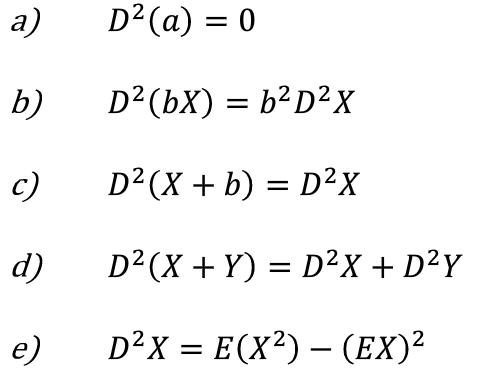 a) D²(a) = 0
b) D²(bX) = b²D²X
c) D²(X + b) = D²X
d) D²(X + Y) = D²X + D²Y
e) D²X = E(X²) − (EX)²